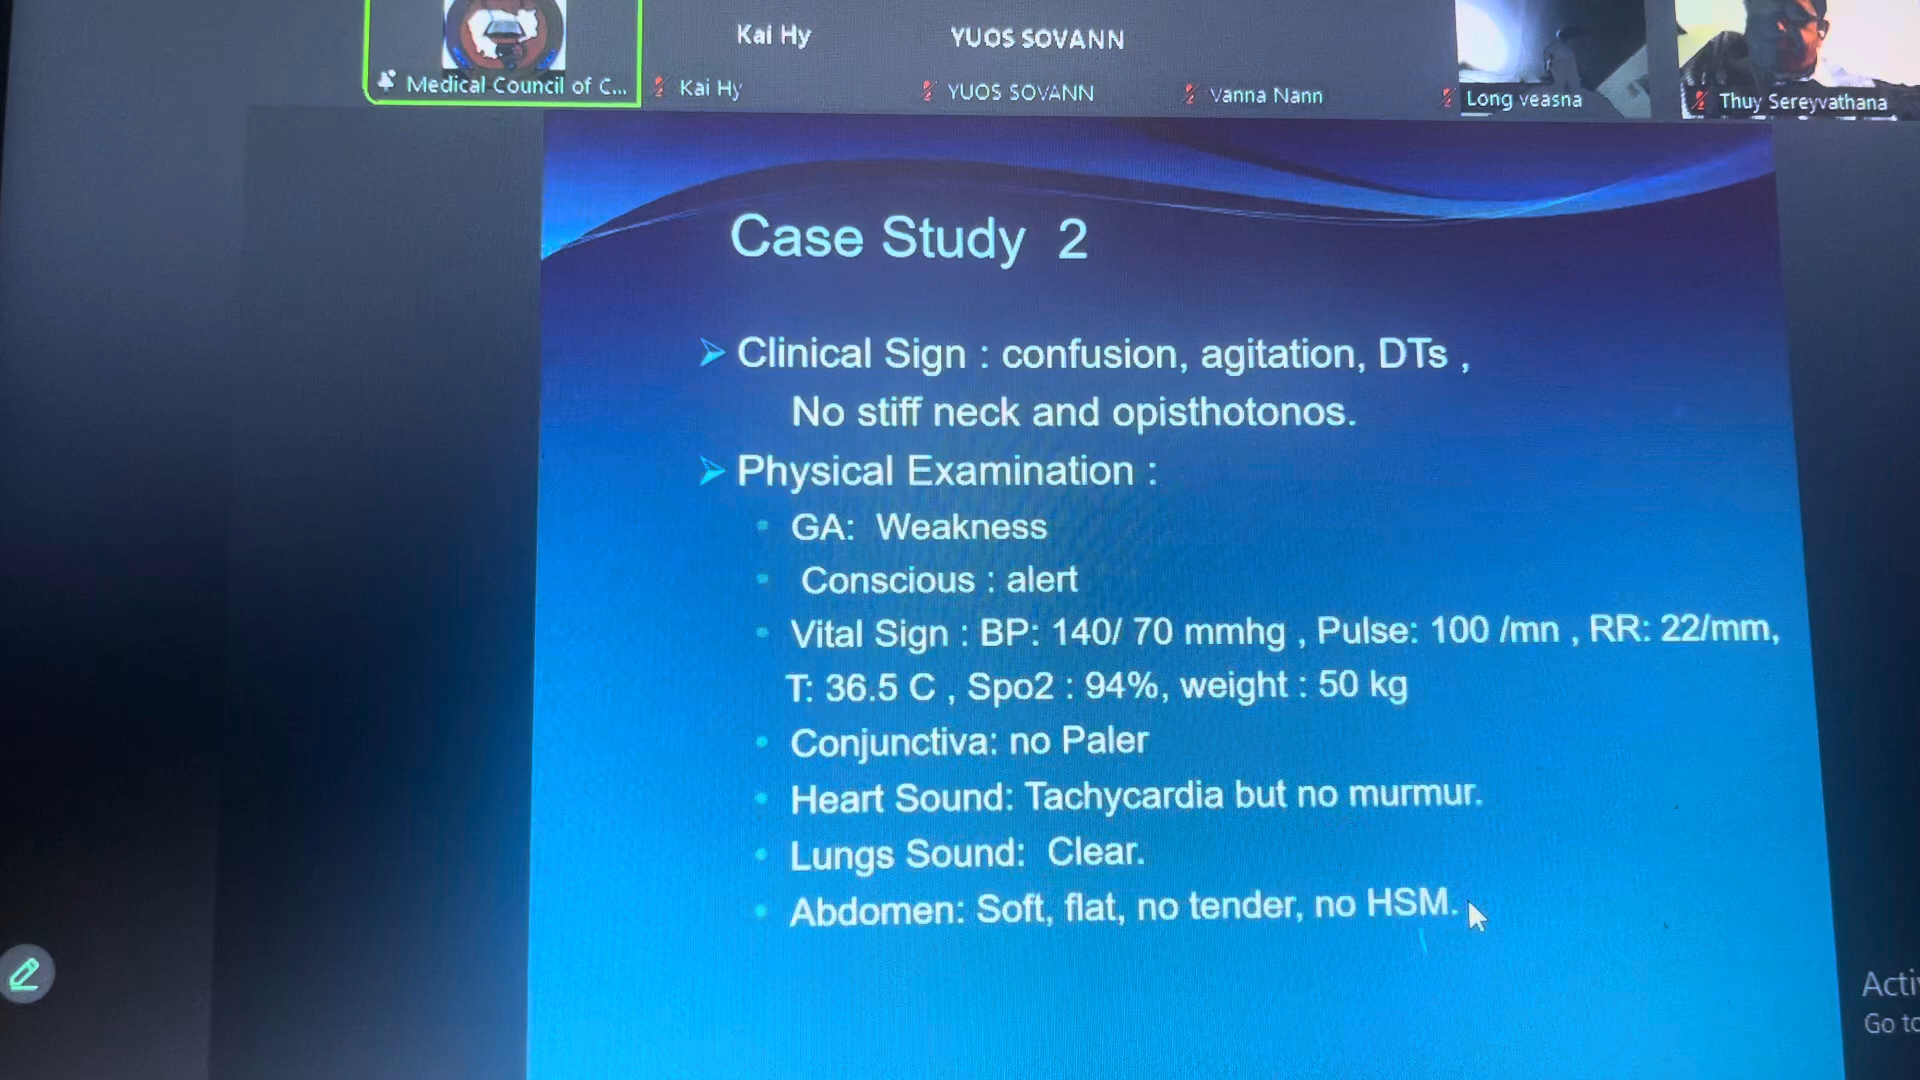 Kai Hy
YUOS SOVANN
Medical Council of C...
Kai Hy
YUOS SOVANN
Vanna Nann
Long veasna
Thuy Sereyvathana
Case Study 2
Clinical Sign : confusion, agitation, DTs ,
No stiff neck and opisthotonos.
Physical Examination :
GA: Weakness
Conscious : alert
Vital Sign : BP: 140/ 70 mmhg , Pulse: 100 /mn , RR: 22/mm,
T: 36.5 C , Spo2 : 94%, weight : 50 kg
Conjunctiva: no Paler
Heart Sound: Tachycardia but no murmur.
Lungs Sound: Clear.
Abdomen: Soft, flat, no tender, no HSM.
Acti
Go to